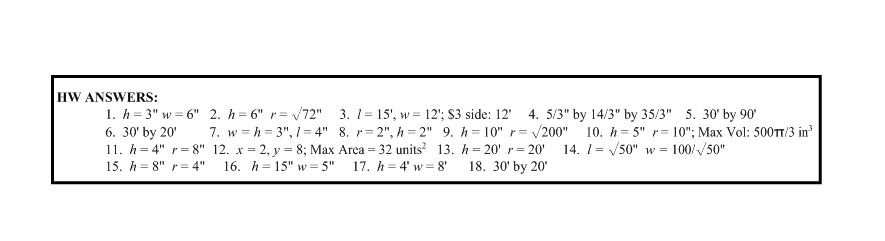 HW ANSWERS:
1. h = 3" w = 6" 2. h = 6" r = √72" 3. l = 15', w = 12'; $3 side: 12' 4. 5/3" by 14/3" by 35/3" 5. 30' by 90'
6. 30' by 20' 7. w = h = 3", l = 4" 8. r = 2", h = 2" 9. h = 10" r = √200" 10. h = 5" r = 10"; Max Vol: 500π/3 in³
11. h = 4" r = 8" 12. x = 2, y = 8; Max Area = 32 units² 13. h = 20' r = 20' 14. l = √50" w = 100/√50"
15. h = 8" r = 4" 16. h = 15" w = 5" 17. h = 4' w = 8' 18. 30' by 20'